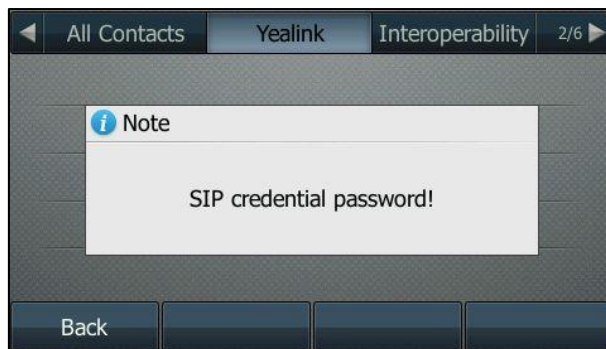 All Contacts Yealink Interoperability 2/6
Note
SIP credential password!
Back